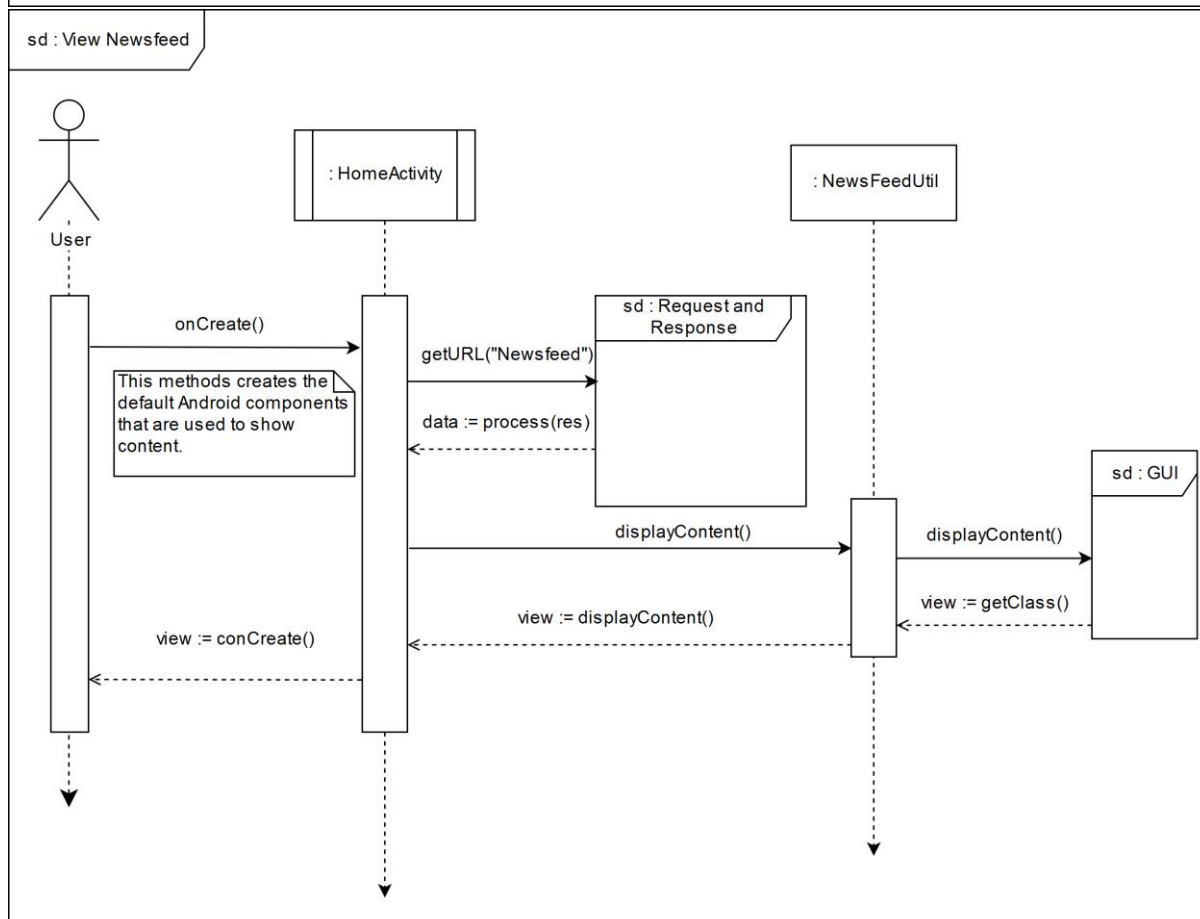 sd : View Newsfeed
: HomeActivity
: NewsFeedUtil
User
sd : Request and
Response
onCreate()
getURL("Newsfeed")
This methods creates the
default Android components
that are used to show
content.
data := process(res)
sd : GUI
displayContent()
displayContent()
view := getClass()
view := displayContent()
view := conCreate()